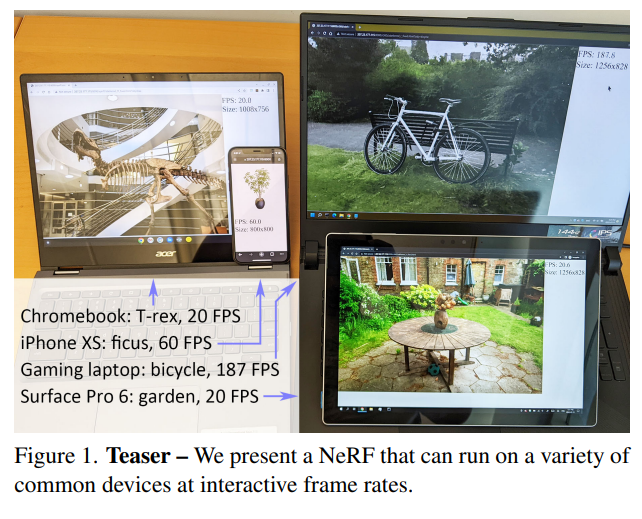 FPS: 20.0
Size: 1008x756
FPS: 187.8
Size: 1256x828
FPS: 60.0
Size: 800x800
acer
144Hz
IPS
PS: 20.6
Size: 1256x828
Chromebook: T-rex, 20 FPS
iPhone XS: ficus, 60 FPS
Gaming laptop: bicycle, 187 FPS
Surface Pro 6: garden, 20 FPS
Figure 1. Teaser – We present a NeRF that can run on a variety of
common devices at interactive frame rates.